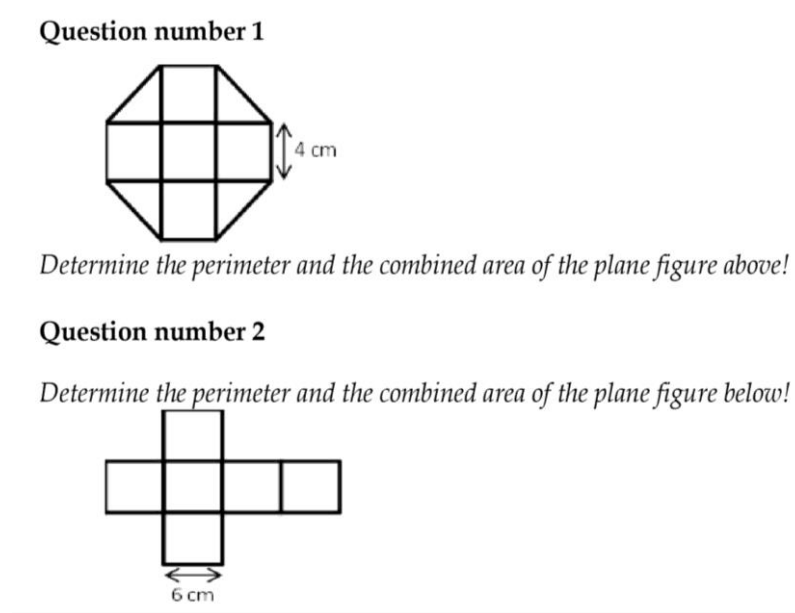 Question number 1
4 cm
Determine the perimeter and the combined area of the plane figure above!
Question number 2
Determine the perimeter and the combined area of the plane figure below!
6 cm